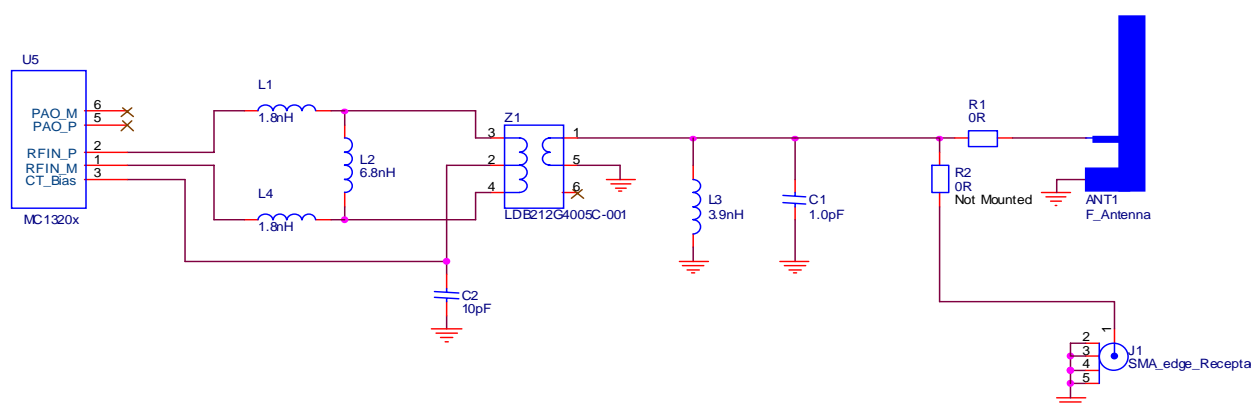 U5
PAO_M
6
PAO_P
5
RFIN_P
2
RFIN_M
1
CT_Bias
3
MC1320x
L1
1.8nH
L2
6.8nH
L4
1.8nH
C2
10pF
Z1
3
2
4
1
5
6
LDB212G4005C-001
L3
3.9nH
C1
1.0pF
R1
0R
R2
0R
Not Mounted
ANT1
F_Antenna
1
2
3
4
5
J1
SMA_edge_Recepta